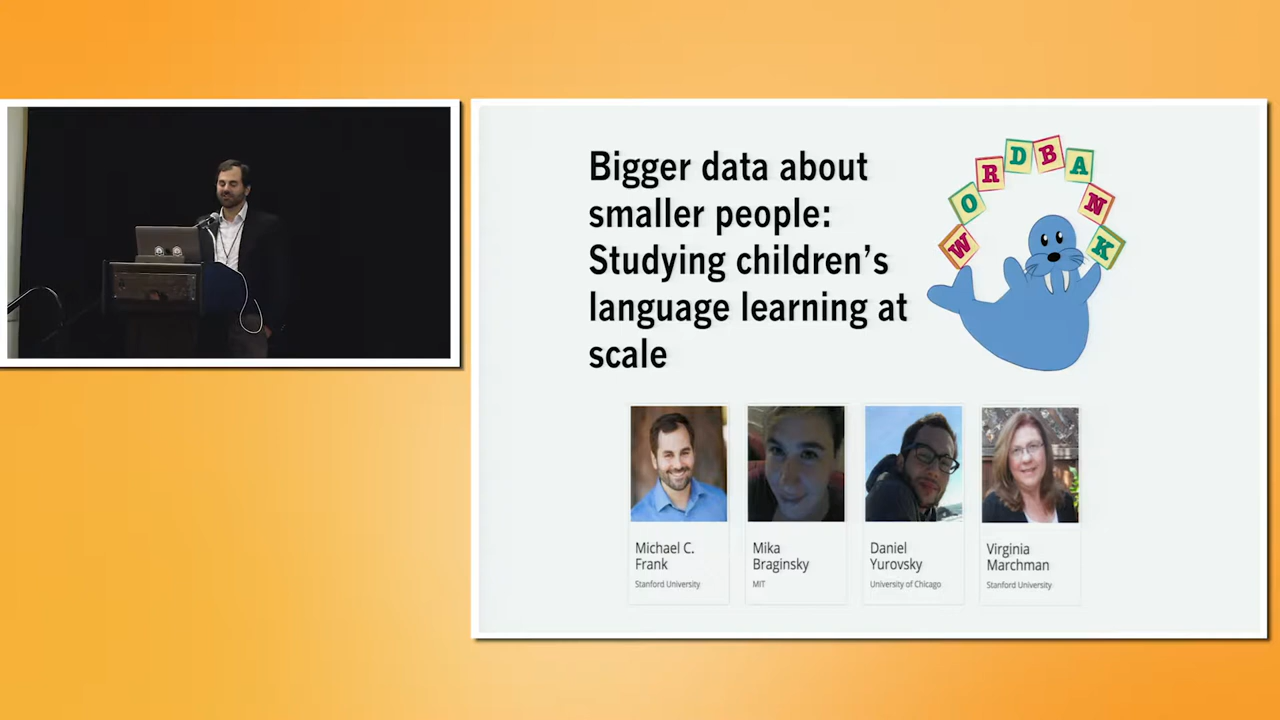 Bigger data about
smaller people:
Studying children's
language learning at
scale
WORDBANK
Michael C.
Frank
Stanford University
Mika
Braginsky
MIT
Daniel
Yurovsky
University of Chicago
Virginia
Marchman
Stanford University